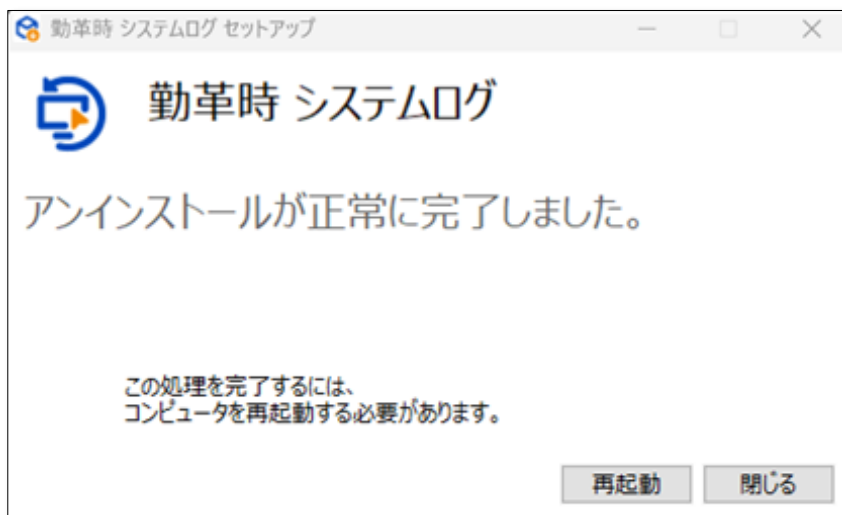 勤革時 システムログ セットアップ
勤革時 システムログ
アンインストールが正常に完了しました。
この処理を完了するには、
コンピュータを再起動する必要があります。
再起動 閉じる